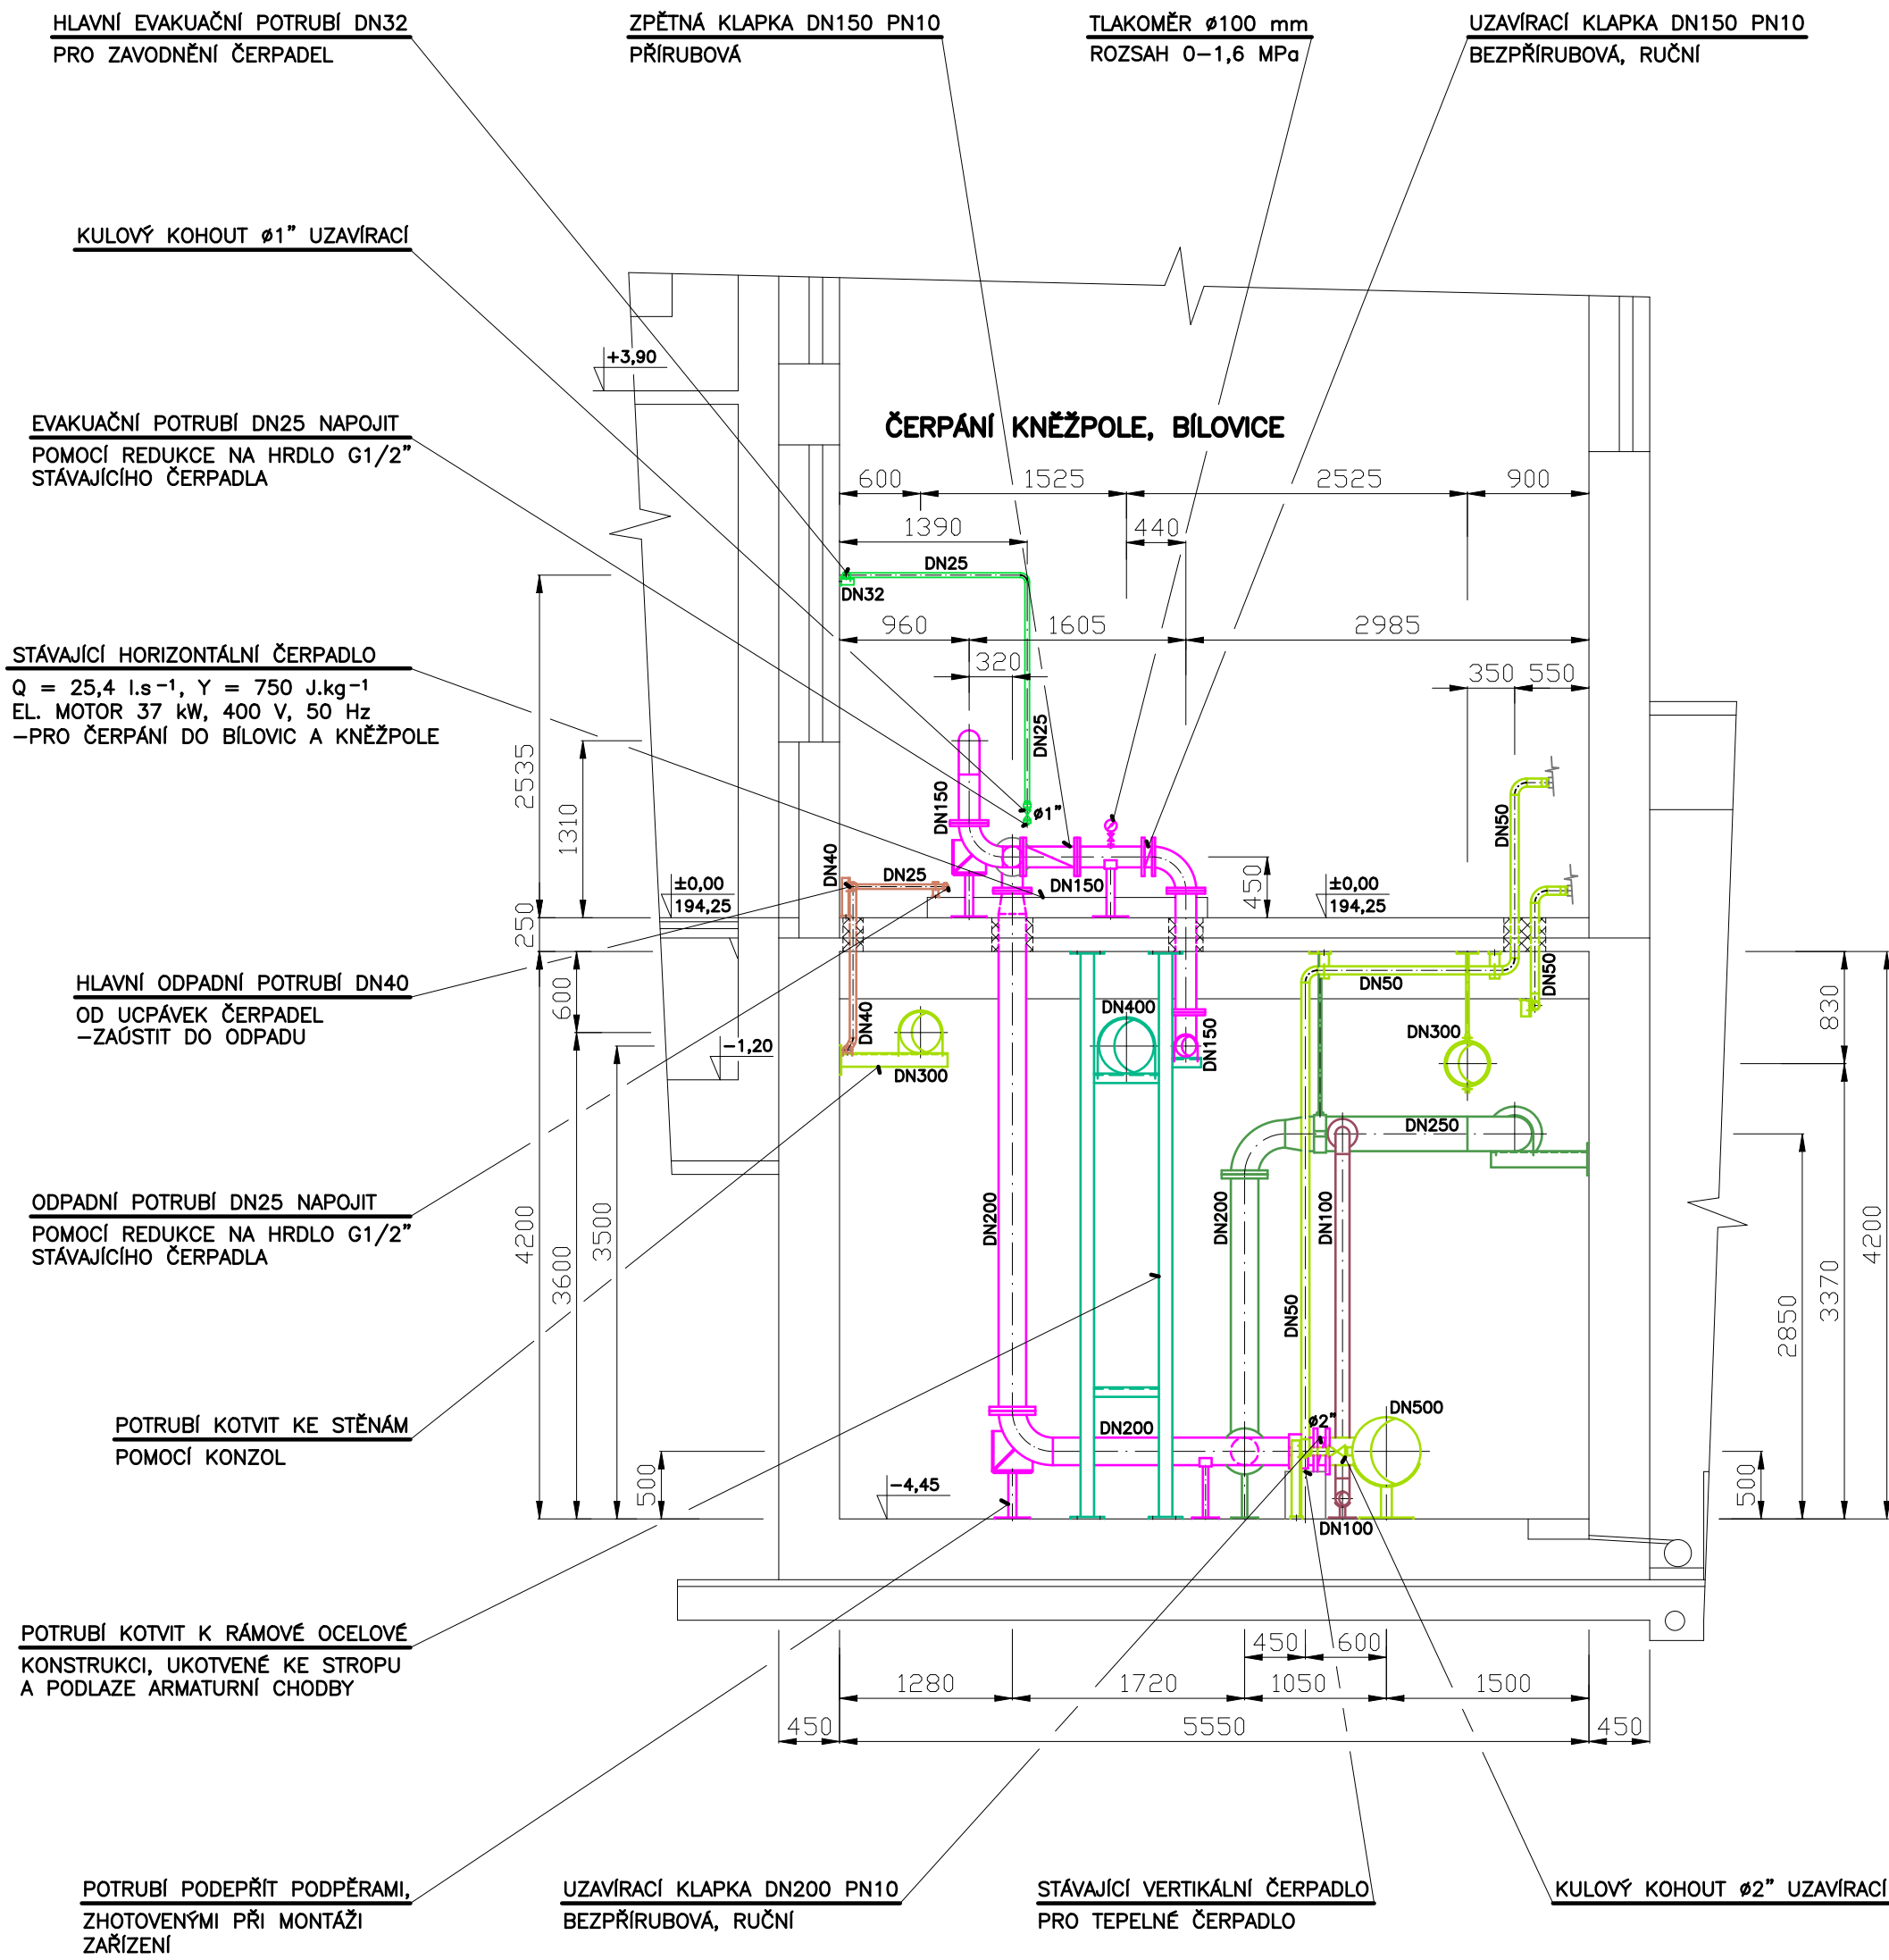 HLAVNÍ EVAKUAČNÍ POTRUBÍ DN32
PRO ZAVODNĚNÍ ČERPADEL
ZPĚTNÁ KLAPKA DN150 PN10
PŘÍRUBOVÁ
TLAKOMĚR ø100 mm
ROZSAH 0-1,6 MPa
UZAVÍRACÍ KLAPKA DN150 PN10
BEZPŘÍRUBOVÁ, RUČNÍ
KULOVÝ KOHOUT ø1" UZAVÍRACÍ
+3,90
EVAKUAČNÍ POTRUBÍ DN25 NAPOJIT
POMOCÍ REDUKCE NA HRDLO G1/2"
STÁVAJÍCÍHO ČERPADLA
ČERPÁNÍ KNĚŽPOLE, BÍLOVICE
600
1525
2525
900
1390
440
DN25
DN32
960
1605
2985
STÁVAJÍCÍ HORIZONTÁLNÍ ČERPADLO
Q = 25,4 l.s⁻¹, Y = 750 J.kg⁻¹
EL. MOTOR 37 kW, 400 V, 50 Hz
-PRO ČERPÁNÍ DO BÍLOVIC A KNĚŽPOLE
320
350
550
DN25
2535
1310
DN150
ø1"
DN50
DN40
DN25
DN150
450
±0,00
194,25
±0,00
194,25
250
HLAVNÍ ODPADNÍ POTRUBÍ DN40
OD UCPÁVEK ČERPADEL
-ZAÚSTIT DO ODPADU
600
DN40
DN300
-1,20
DN400
DN150
DN50
DN50
DN300
830
DN250
ODPADNÍ POTRUBÍ DN25 NAPOJIT
POMOCÍ REDUKCE NA HRDLO G1/2"
STÁVAJÍCÍHO ČERPADLA
4200
3600
3500
DN200
DN200
DN100
DN50
2850
3370
4200
POTRUBÍ KOTVIT KE STĚNÁM
POMOCÍ KONZOL
500
DN200
ø2"
DN500
-4,45
DN100
500
POTRUBÍ KOTVIT K RÁMOVÉ OCELOVÉ
KONSTRUKCI, UKOTVENÉ KE STROPU
A PODLAZE ARMATURNÍ CHODBY
450
600
1280
1720
1050
1500
450
5550
450
POTRUBÍ PODEPŘÍT PODPĚRAMI,
ZHOTOVENÝMI PŘI MONTÁŽI
ZAŘÍZENÍ
UZAVÍRACÍ KLAPKA DN200 PN10
BEZPŘÍRUBOVÁ, RUČNÍ
STÁVAJÍCÍ VERTIKÁLNÍ ČERPADLO
PRO TEPELNÉ ČERPADLO
KULOVÝ KOHOUT ø2" UZAVÍRACÍ